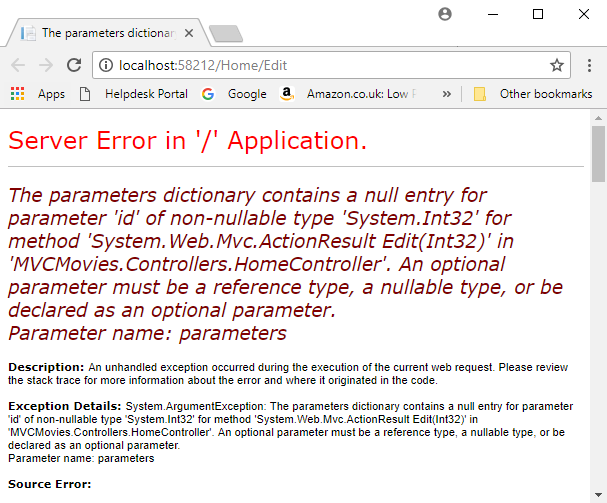 The parameters dictionar
localhost:58212/Home/Edit
Apps Helpdesk Portal Google Amazon.co.uk: Low » Other bookmarks
Server Error in '/' Application.
The parameters dictionary contains a null entry for
parameter 'id' of non-nullable type 'System.Int32' for
method 'System.Web.Mvc.ActionResult Edit(Int32)' in
'MVCMovies.Controllers.HomeController'. An optional
parameter must be a reference type, a nullable type, or be
declared as an optional parameter.
Parameter name: parameters
Description: An unhandled exception occurred during the execution of the current web request. Please review
the stack trace for more information about the error and where it originated in the code.
Exception Details: System.ArgumentException: The parameters dictionary contains a null entry for parameter
'id' of non-nullable type 'System.Int32' for method 'System.Web.Mvc.ActionResult Edit(Int32)' in
'MVCMovies.Controllers.HomeController'. An optional parameter must be a reference type, a nullable type, or be
declared as an optional parameter.
Parameter name: parameters
Source Error: